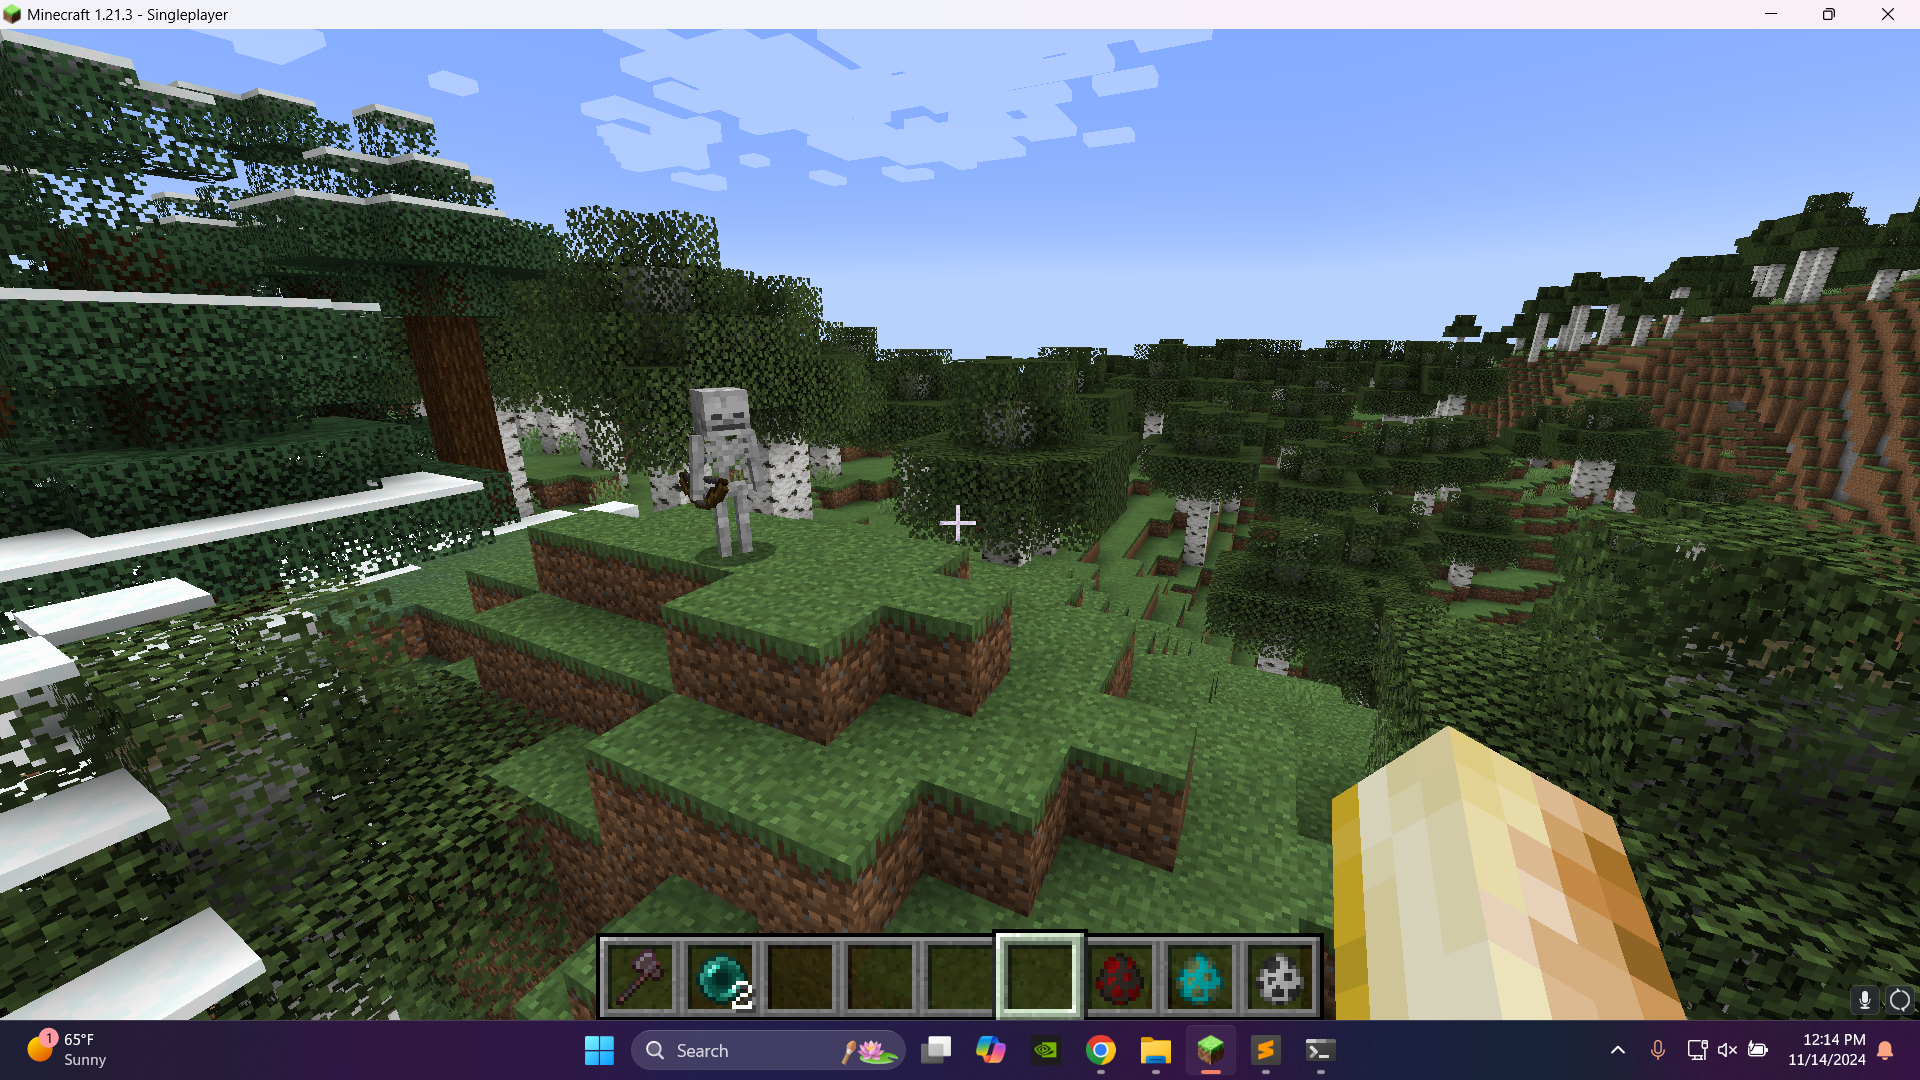 Minecraft 1.21.3 - Singleplayer
2
1
65°F
Sunny
Search
12:14 PM
11/14/2024